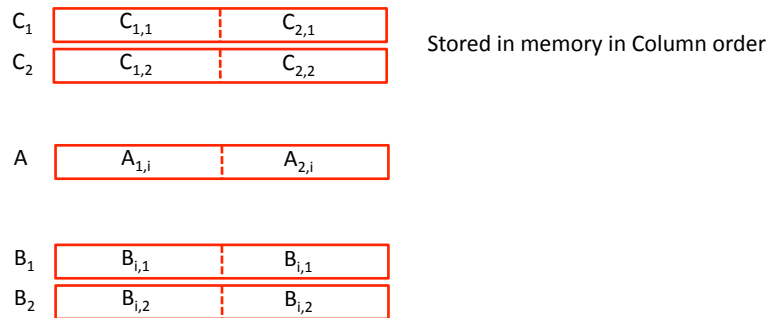 C₁ C₁,₁ C₂,₁
Stored in memory in Column order
C₂ C₁,₂ C₂,₂
A A₁,ᵢ A₂,ᵢ
B₁ Bᵢ,₁ Bᵢ,₁
B₂ Bᵢ,₂ Bᵢ,₂